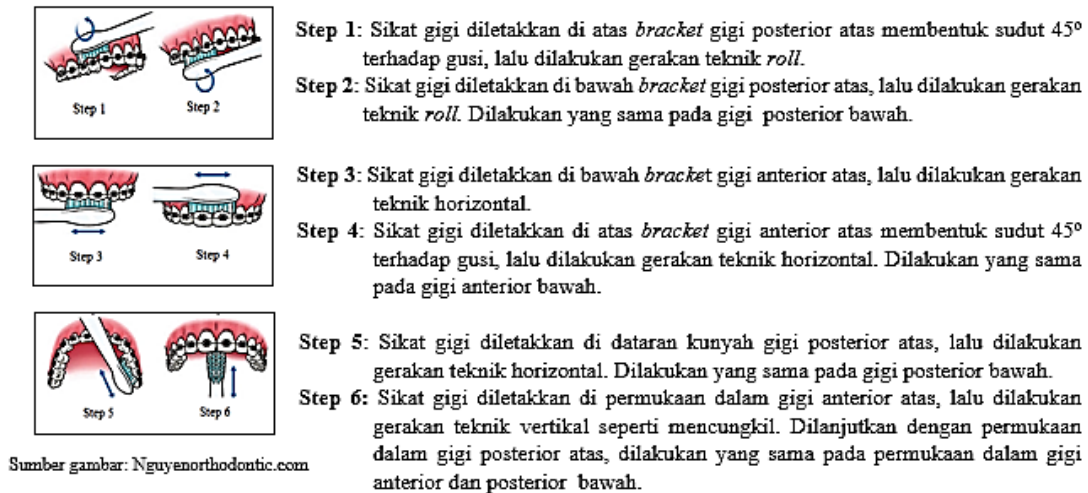 Step 1
Step 2
Step 1: Sikat gigi diletakkan di atas bracket gigi posterior atas membentuk sudut 45°
terhadap gusi, lalu dilakukan gerakan teknik roll.
Step 2: Sikat gigi diletakkan di bawah bracket gigi posterior atas, lalu dilakukan gerakan
teknik roll. Dilakukan yang sama pada gigi posterior bawah.
Step 3
Step 4
Step 3: Sikat gigi diletakkan di bawah bracket gigi anterior atas, lalu dilakukan gerakan
teknik horizontal.
Step 4: Sikat gigi diletakkan di atas bracket gigi anterior atas membentuk sudut 45°
terhadap gusi, lalu dilakukan gerakan teknik horizontal. Dilakukan yang sama
pada gigi anterior bawah.
Step 5
Step 6
Step 5: Sikat gigi diletakkan di dataran kunyah gigi posterior atas, lalu dilakukan
gerakan teknik horizontal. Dilakukan yang sama pada gigi posterior bawah.
Step 6: Sikat gigi diletakkan di permukaan dalam gigi anterior atas, lalu dilakukan
gerakan teknik vertikal seperti mencungkil. Dilanjutkan dengan permukaan
dalam gigi posterior atas, dilakukan yang sama pada permukaan dalam gigi
anterior dan posterior bawah.
Sumber gambar: Nguyenorthodontic.com